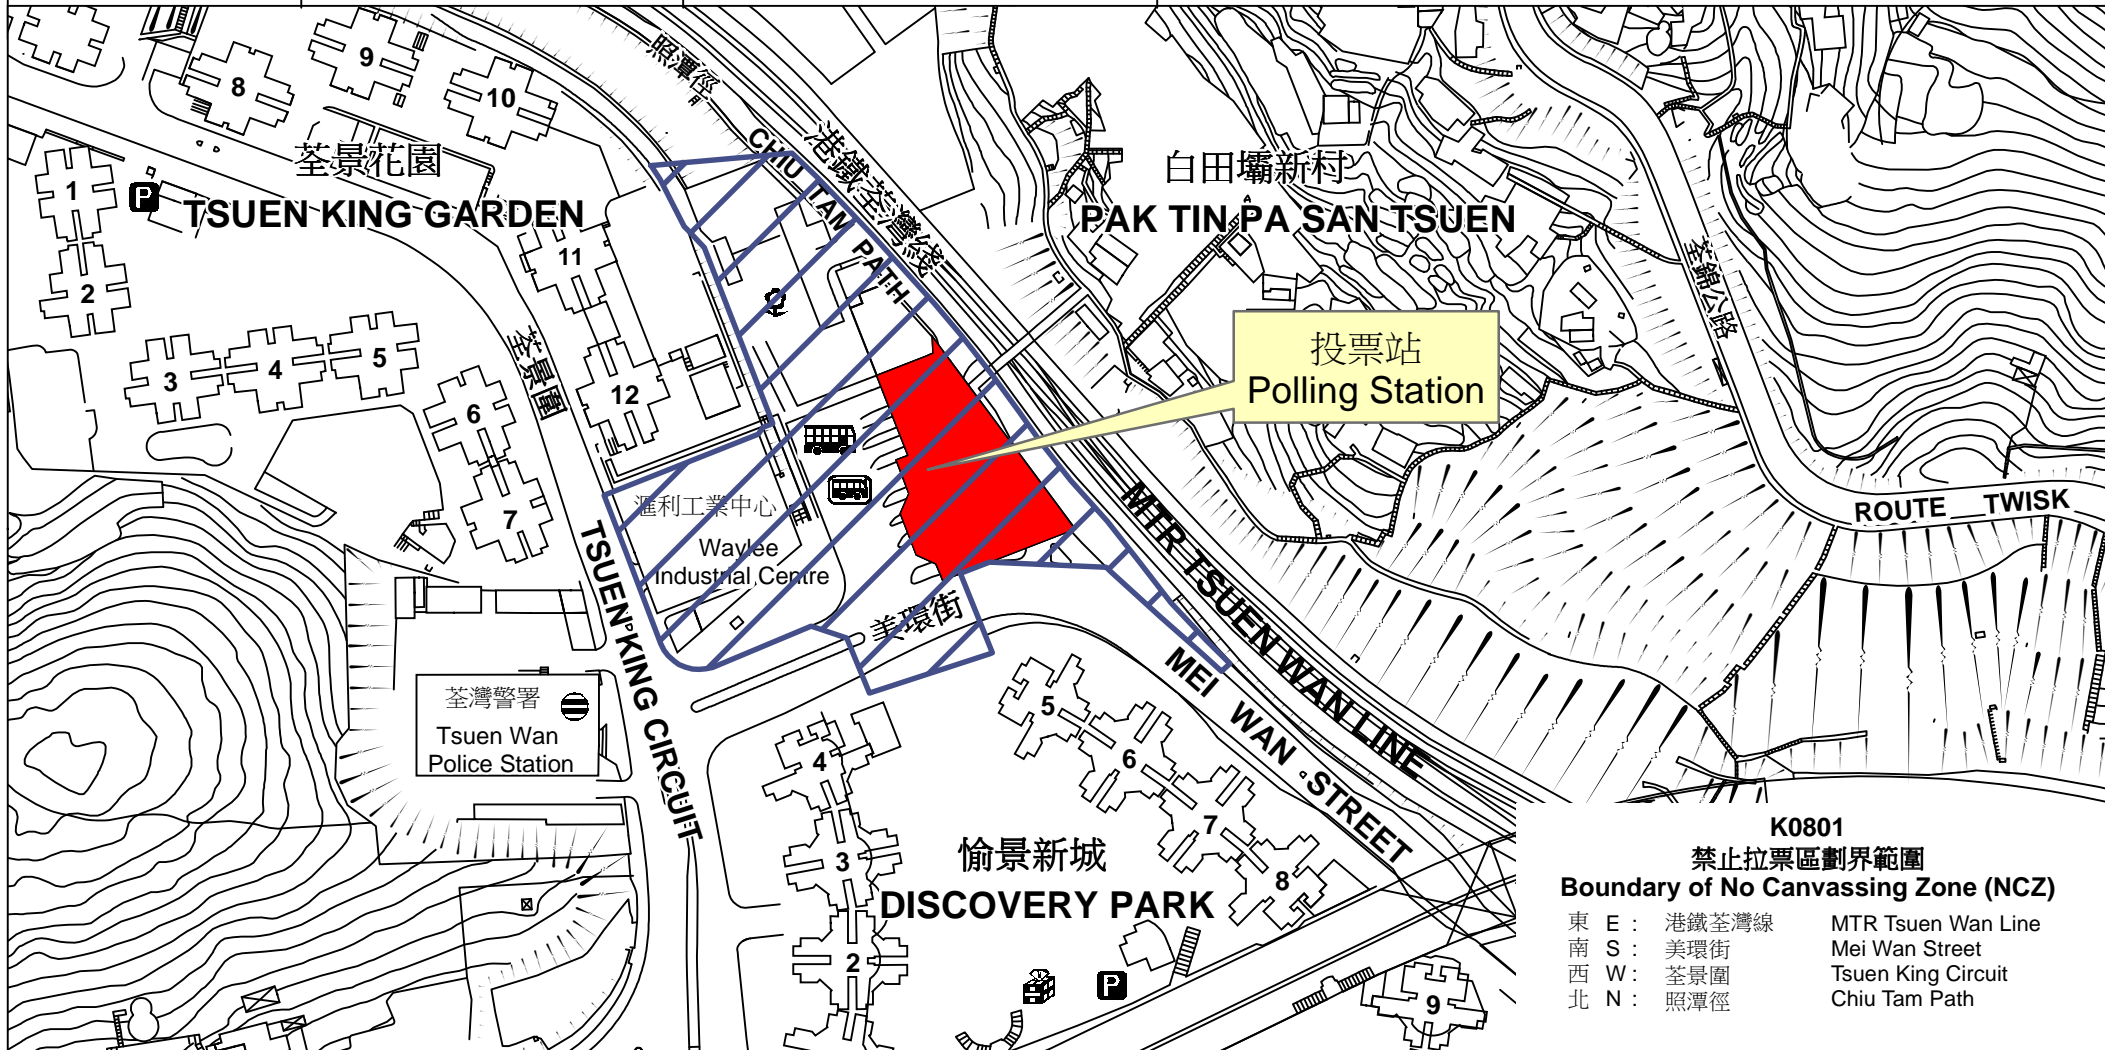 照潭徑
CHIU TAM PATH
港鐵荃灣綫
8
9
10
荃景花園
TSUEN KING GARDEN
P
1
2
3
4
5
6
7
11
12
荃景圍
TSUEN KING CIRCUIT
白田壩新村
PAK TIN PA SAN TSUEN
荃錦公路
ROUTE TWISK
投票站
Polling Station
滙利工業中心
Waylee
Industrial Centre
美環街
MTR TSUEN WAN LINE
MEI WAN STREET
荃灣警署
Tsuen Wan
Police Station
P
4
3
2
5
6
7
8
9
愉景新城
DISCOVERY PARK
P
K0801
禁止拉票區劃界範圍
Boundary of No Canvassing Zone (NCZ)
東 E : 港鐵荃灣線 MTR Tsuen Wan Line
南 S : 美環街 Mei Wan Street
西 W : 荃景圍 Tsuen King Circuit
北 N : 照潭徑 Chiu Tam Path